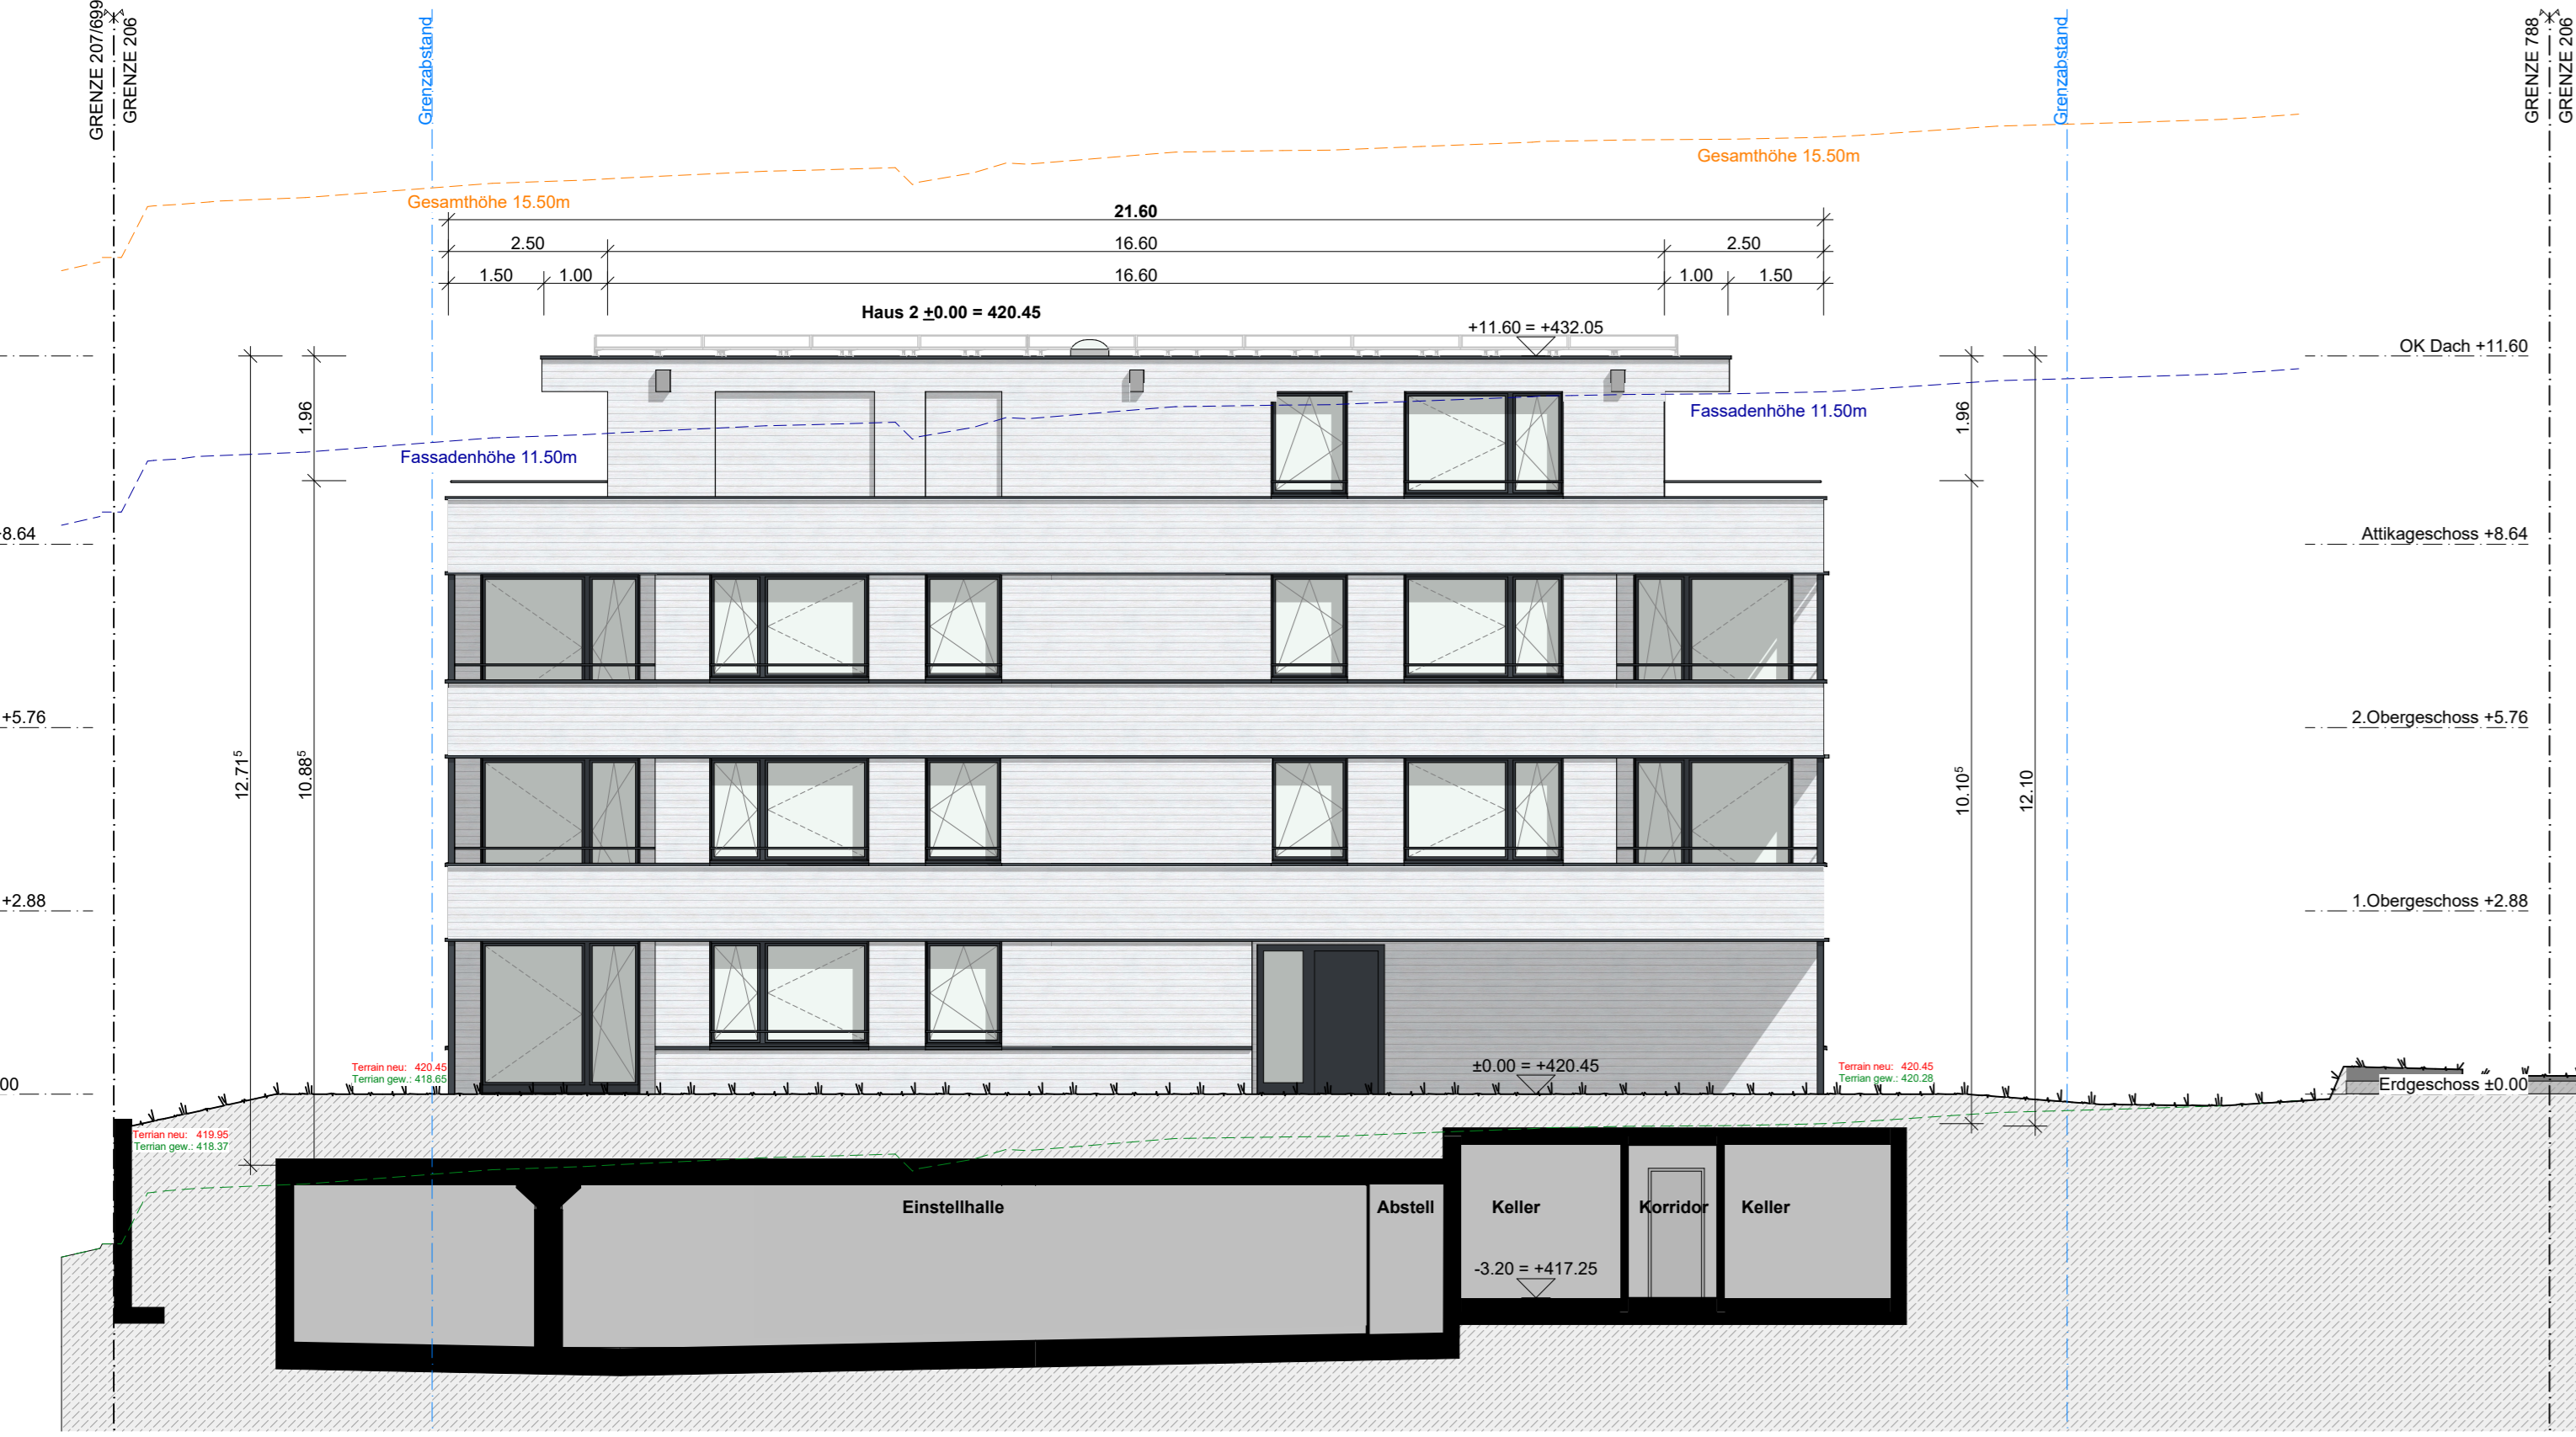 GRENZE 207/699
GRENZE 206
Grenzabstand
Grenzabstand
GRENZE 788
GRENZE 206
Gesamthöhe 15.50m
Gesamthöhe 15.50m
21.60
2.50
16.60
2.50
1.50
1.00
16.60
1.00
1.50
Haus 2 ±0.00 = 420.45
+11.60 = +432.05
OK Dach +11.60
1.96
1.96
Fassadenhöhe 11.50m
Fassadenhöhe 11.50m
8.64
Attikageschoss +8.64
+5.76
2.Obergeschoss +5.76
12.71⁵
10.88⁵
10.10⁵
12.10
+2.88
1.Obergeschoss +2.88
Terrain neu: 420.45
Terrian gew.: 418.65
±0.00 = +420.45
Terrain neu: 420.45
Terrian gew.: 420.28
00
Erdgeschoss ±0.00
Terrian neu: 419.95
Terrian gew.: 418.37
Einstellhalle
Abstell
Keller
Korridor
Keller
-3.20 = +417.25